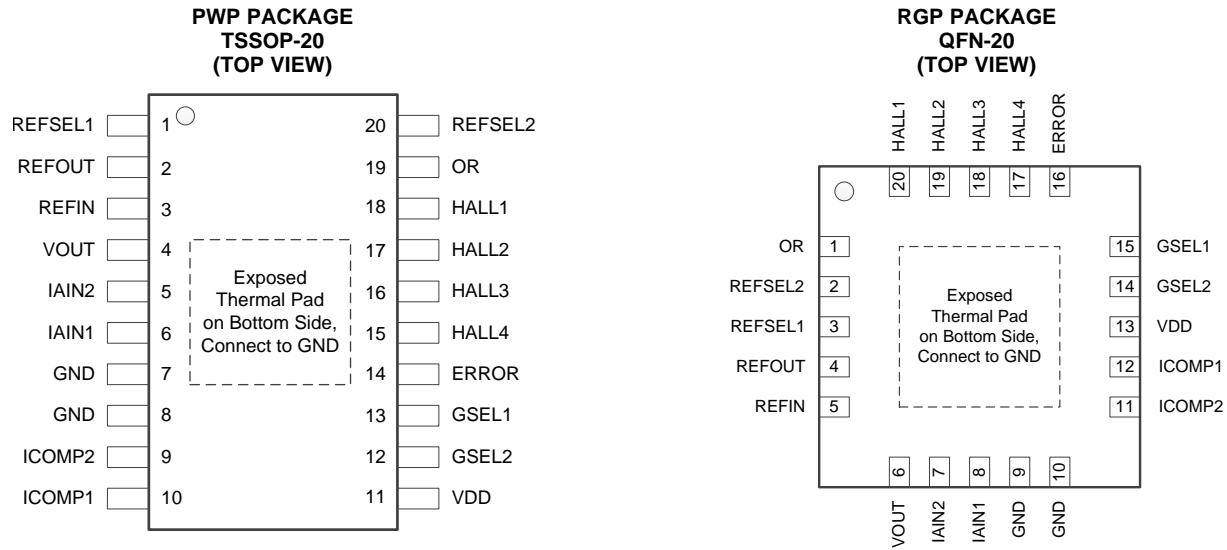 PWP PACKAGE
TSSOP-20
(TOP VIEW)
REFSEL1 1 20 REFSEL2
REFOUT 2 19 OR
REFIN 3 18 HALL1
VOUT 4 17 HALL2
IAIN2 5 16 HALL3
IAIN1 6 15 HALL4
GND 7 14 ERROR
GND 8 13 GSEL1
ICOMP2 9 12 GSEL2
ICOMP1 10 11 VDD
Exposed
Thermal Pad
on Bottom Side,
Connect to GND
RGP PACKAGE
QFN-20
(TOP VIEW)
HALL1 HALL2 HALL3 HALL4 ERROR
20 19 18 17 16
OR 1 15 GSEL1
REFSEL2 2 14 GSEL2
REFSEL1 3 13 VDD
REFOUT 4 12 ICOMP1
REFIN 5 11 ICOMP2
Exposed
Thermal Pad
on Bottom Side,
Connect to GND
6 7 8 9 10
VOUT IAIN2 IAIN1 GND GND